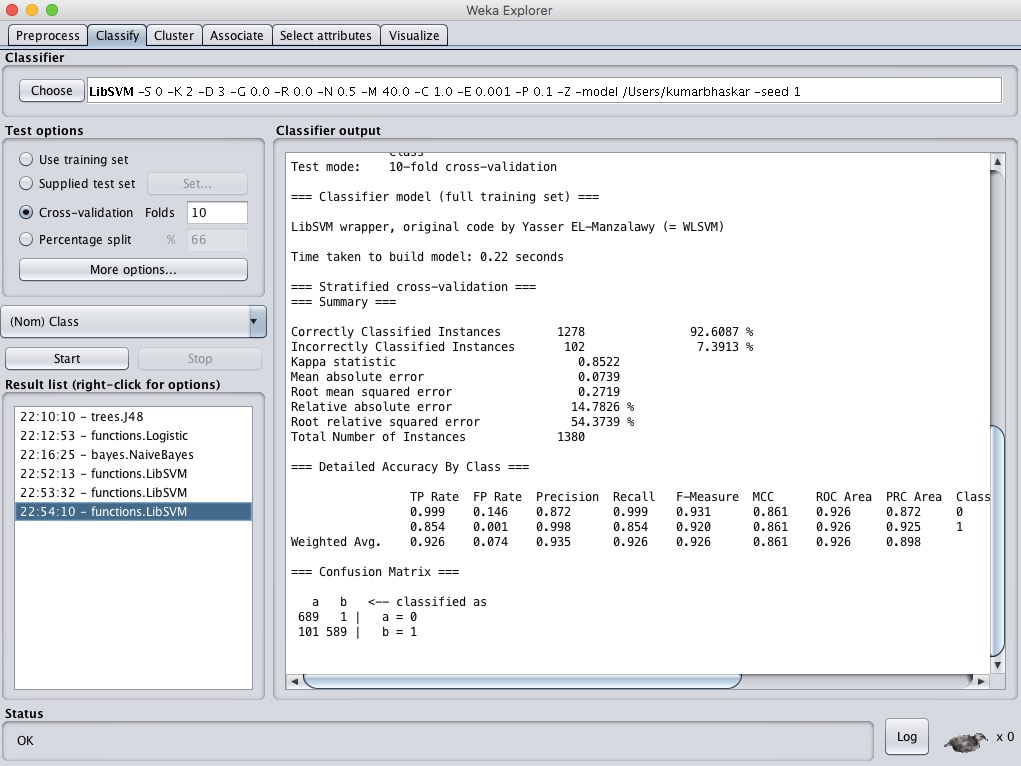 Weka Explorer
Preprocess Classify Cluster Associate Select attributes Visualize
Classifier
Choose LibSVM -S 0 -K 2 -D 3 -G 0.0 -R 0.0 -N 0.5 -M 40.0 -C 1.0 -E 0.001 -P 0.1 -Z -model /Users/kumarbhaskar -seed 1
Test options
Use training set
Supplied test set Set...
Cross-validation Folds 10
Percentage split % 66
More options...
(Nom) Class
Start Stop
Result list (right-click for options)
22:10:10 - trees.J48
22:12:53 - functions.Logistic
22:16:25 - bayes.NaiveBayes
22:52:13 - functions.LibSVM
22:53:32 - functions.LibSVM
22:54:10 - functions.LibSVM
Classifier output
Class
Test mode: 10-fold cross-validation
=== Classifier model (full training set) ===
LibSVM wrapper, original code by Yasser EL-Manzalawy (= WLSVM)
Time taken to build model: 0.22 seconds
=== Stratified cross-validation ===
=== Summary ===
Correctly Classified Instances 1278 92.6087 %
Incorrectly Classified Instances 102 7.3913 %
Kappa statistic 0.8522
Mean absolute error 0.0739
Root mean squared error 0.2719
Relative absolute error 14.7826 %
Root relative squared error 54.3739 %
Total Number of Instances 1380
=== Detailed Accuracy By Class ===
TP Rate FP Rate Precision Recall F-Measure MCC ROC Area PRC Area Class
0.999 0.146 0.872 0.999 0.931 0.861 0.926 0.872 0
0.854 0.001 0.998 0.854 0.920 0.861 0.926 0.925 1
Weighted Avg. 0.926 0.074 0.935 0.926 0.926 0.861 0.926 0.898
=== Confusion Matrix ===
a b <-- classified as
689 1 | a = 0
101 589 | b = 1
Status
OK
Log x 0